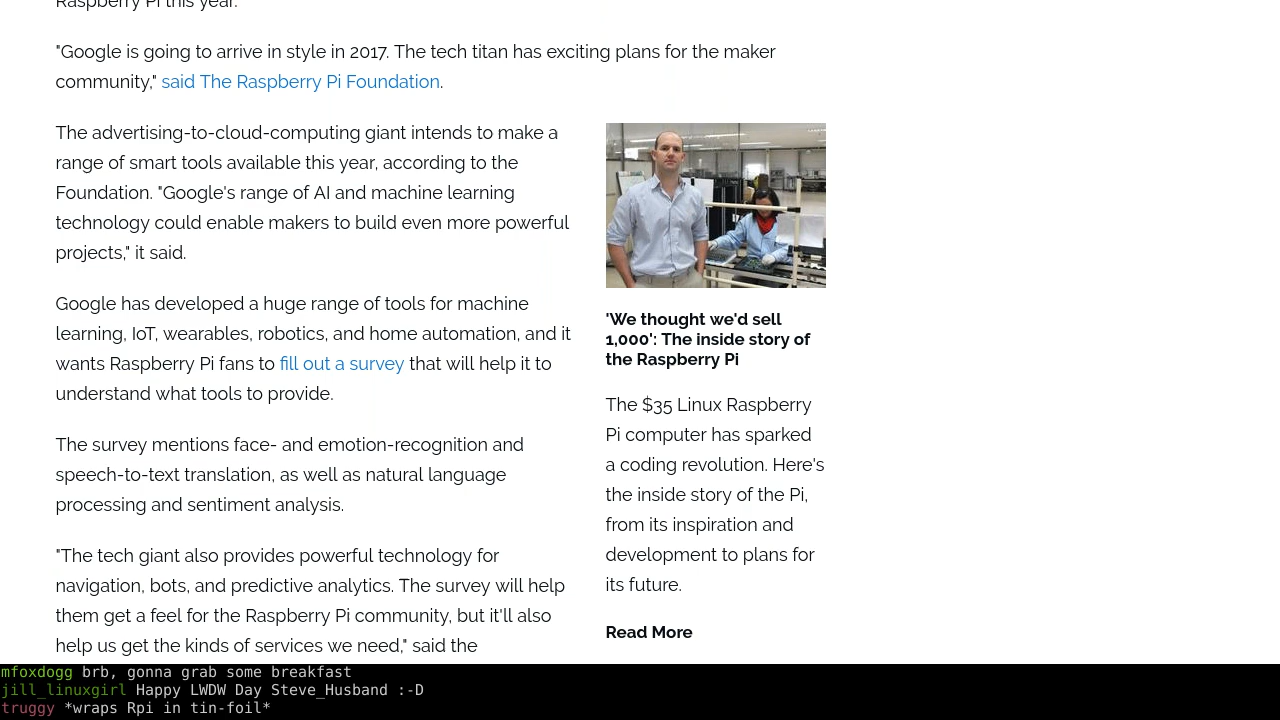 Raspberry Pi this year.
"Google is going to arrive in style in 2017. The tech titan has exciting plans for the maker
community," said The Raspberry Pi Foundation.
The advertising-to-cloud-computing giant intends to make a
range of smart tools available this year, according to the
Foundation. "Google's range of AI and machine learning
technology could enable makers to build even more powerful
projects," it said.
Google has developed a huge range of tools for machine
learning, IoT, wearables, robotics, and home automation, and it
wants Raspberry Pi fans to fill out a survey that will help it to
understand what tools to provide.
The survey mentions face- and emotion-recognition and
speech-to-text translation, as well as natural language
processing and sentiment analysis.
"The tech giant also provides powerful technology for
navigation, bots, and predictive analytics. The survey will help
them get a feel for the Raspberry Pi community, but it'll also
help us get the kinds of services we need," said the
'We thought we'd sell
1,000': The inside story of
the Raspberry Pi
The $35 Linux Raspberry
Pi computer has sparked
a coding revolution. Here's
the inside story of the Pi,
from its inspiration and
development to plans for
its future.
Read More
mfoxdogg brb, gonna grab some breakfast
jill_linuxgirl Happy LWDW Day Steve_Husband :-D
truggy *wraps Rpi in tin-foil*